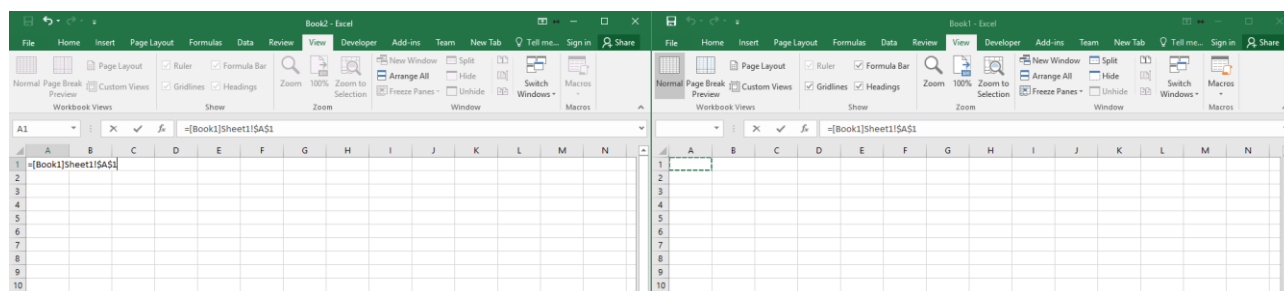 Book2 - Excel
File Home Insert Page Layout Formulas Data Review View Developer Add-ins Team New Tab Tell me... Sign in Share
Normal Page Break Preview Page Layout Custom Views Ruler Formula Bar Gridlines Headings Zoom 100% Zoom to Selection New Window Arrange All Freeze Panes Split Hide Unhide Switch Windows Macros
Workbook Views Show Zoom Window Macros
A1 fx =[Book1]Sheet1!$A$1
A B C D E F G H I J K L M N
1 =[Book1]Sheet1!$A$1
2
3
4
5
6
7
8
9
10
Book1 - Excel
File Home Insert Page Layout Formulas Data Review View Developer Add-ins Team New Tab Tell me... Sign in Share
Normal Page Break Preview Page Layout Custom Views Ruler Formula Bar Gridlines Headings Zoom 100% Zoom to Selection New Window Arrange All Freeze Panes Split Hide Unhide Switch Windows Macros
Workbook Views Show Zoom Window Macros
fx =[Book1]Sheet1!$A$1
A B C D E F G H I J K L M N
1
2
3
4
5
6
7
8
9
10